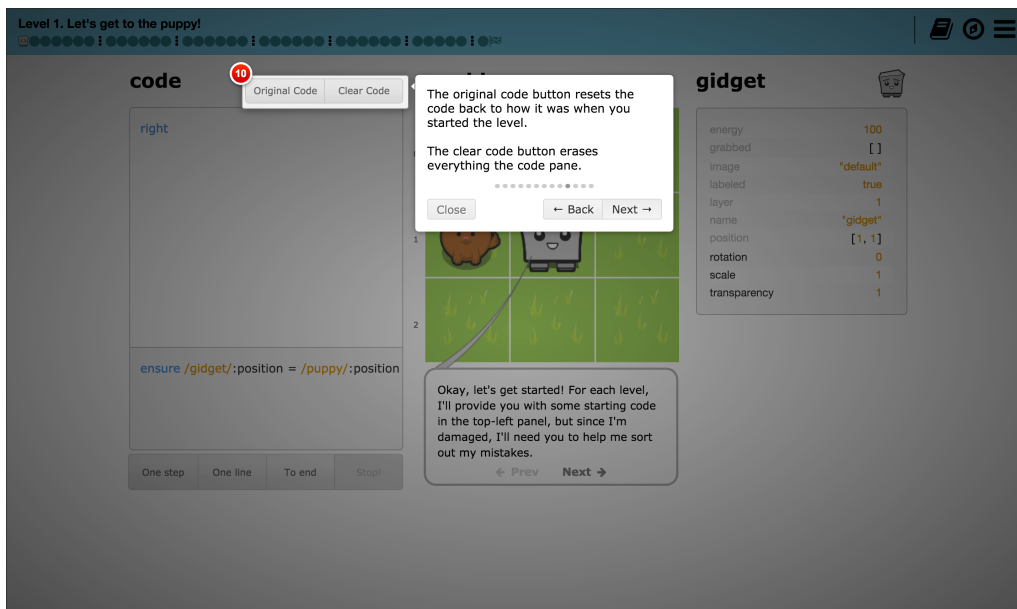 Level 1. Let's get to the puppy!
code
10
Original Code
Clear Code
The original code button resets the
code back to how it was when you
started the level.
The clear code button erases
everything the code pane.
Close
← Back
Next →
gidget
right
energy 100
grabbed [ ]
image "default"
labeled true
layer 1
name "gidget"
position [1, 1]
rotation 0
scale 1
transparency 1
1
2
ensure /gidget/:position = /puppy/:position
One step
One line
To end
Stop!
Okay, let's get started! For each level,
I'll provide you with some starting code
in the top-left panel, but since I'm
damaged, I'll need you to help me sort
out my mistakes.
← Prev
Next →